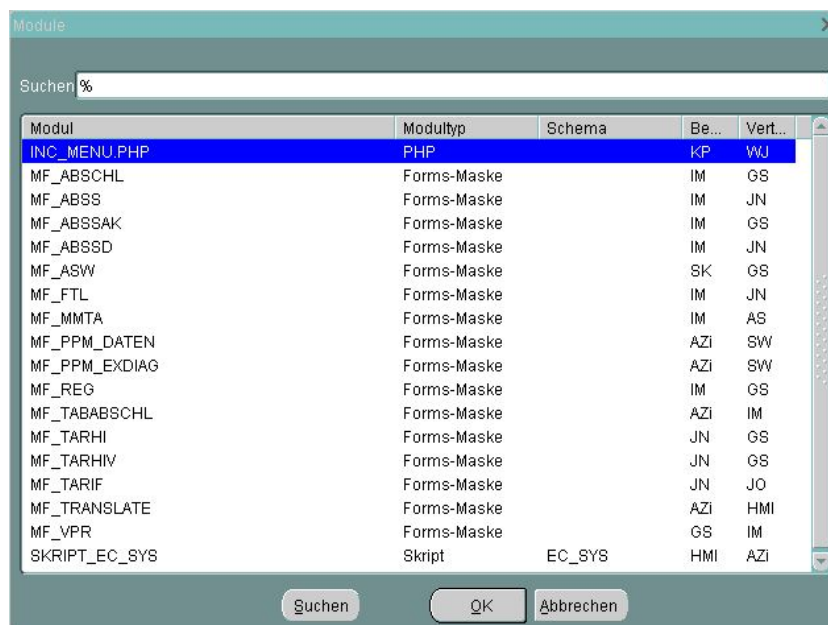 Module
Suchen %
Modul Modultyp Schema Be... Vert...
INC_MENU.PHP PHP KP WJ
MF_ABSCHL Forms-Maske IM GS
MF_ABSS Forms-Maske IM JN
MF_ABSSAK Forms-Maske IM GS
MF_ABSSD Forms-Maske IM JN
MF_ASW Forms-Maske SK GS
MF_FTL Forms-Maske IM JN
MF_MMTA Forms-Maske IM AS
MF_PPM_DATEN Forms-Maske AZi SW
MF_PPM_EXDIAG Forms-Maske AZi SW
MF_REG Forms-Maske IM GS
MF_TABABSCHL Forms-Maske AZi IM
MF_TARHI Forms-Maske JN GS
MF_TARHIV Forms-Maske JN GS
MF_TARIF Forms-Maske JN JO
MF_TRANSLATE Forms-Maske AZi HMI
MF_VPR Forms-Maske GS IM
SKRIPT_EC_SYS Skript EC_SYS HMI AZi
Suchen OK Abbrechen